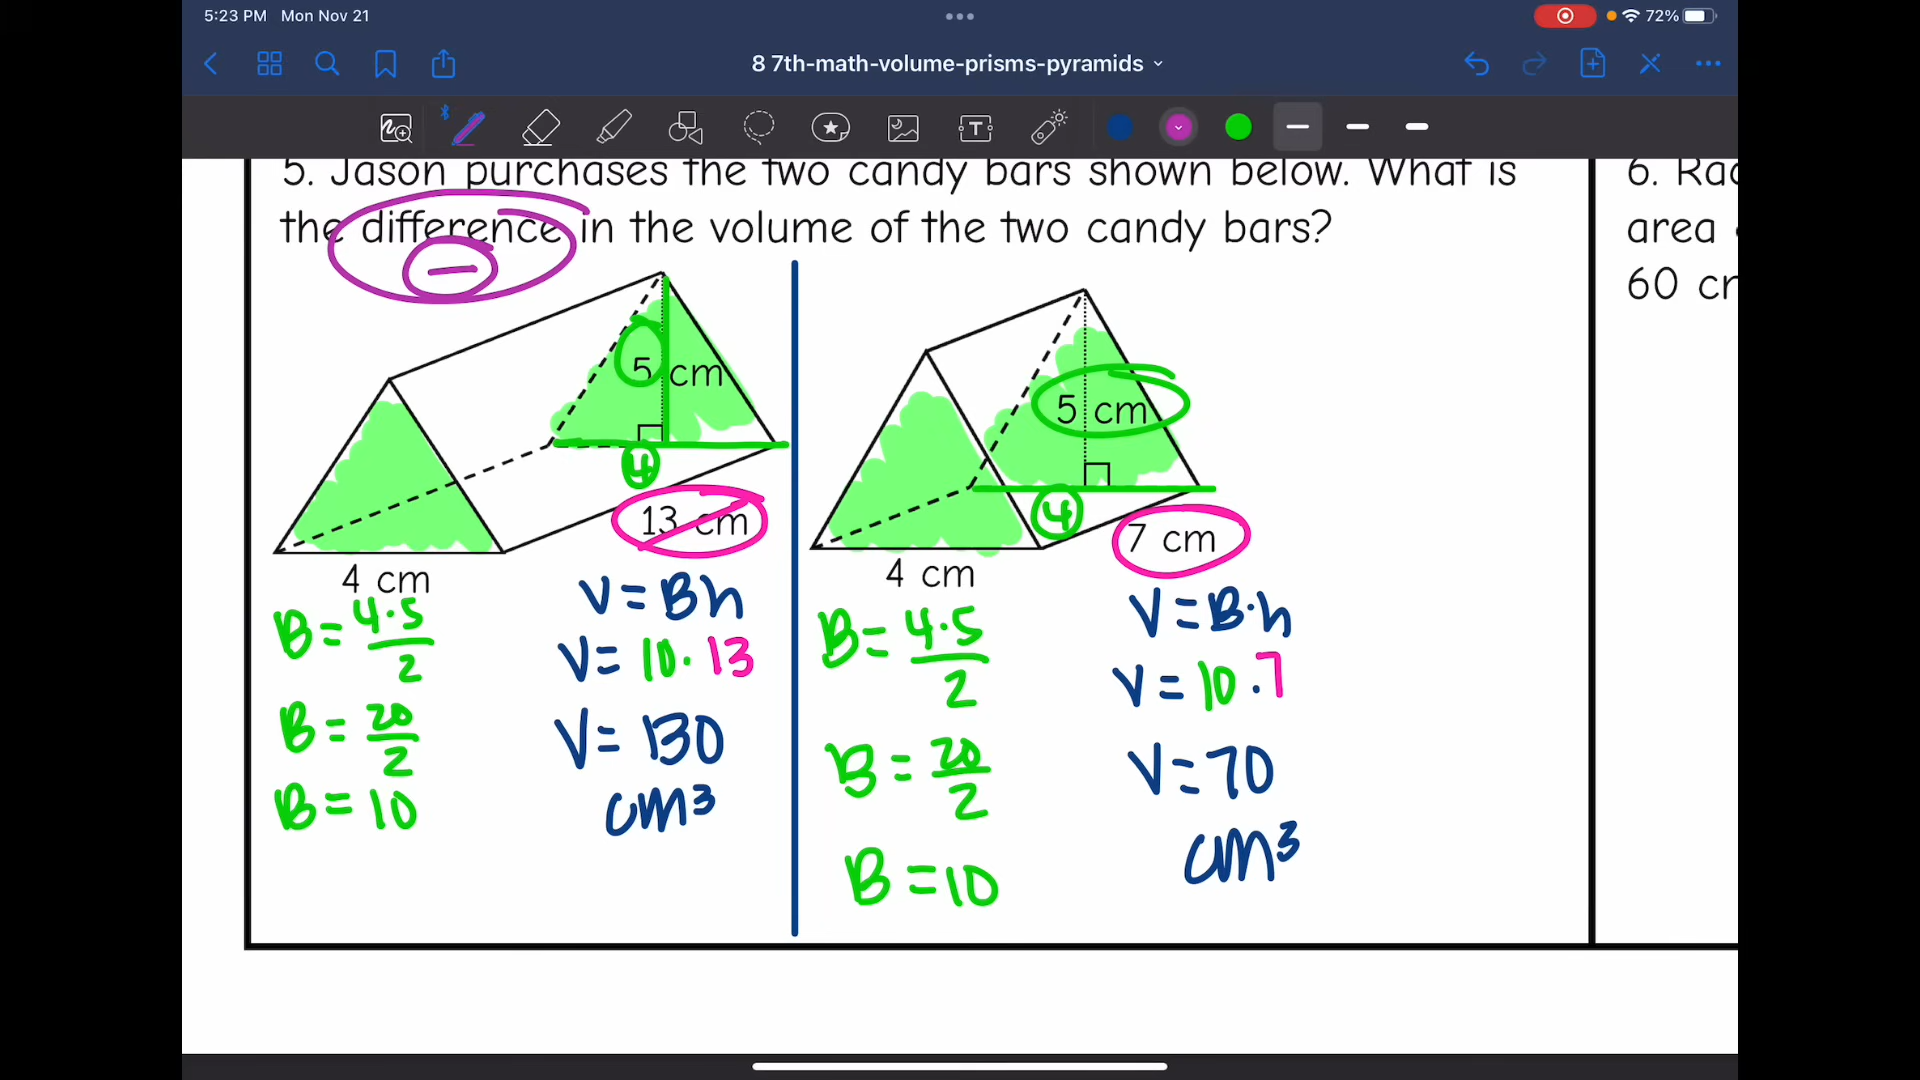 5:23 PM Mon Nov 21
72%
8 7th-math-volume-prisms-pyramids
5. Jason purchases the two candy bars shown below. What is
the difference in the volume of the two candy bars?
−
5 cm
4
13 cm
4 cm
B = 4·5/2
B = 20/2
B = 10
V = Bh
V = 10·13
V = 130
cm³
5 cm
4
7 cm
4 cm
B = 4·5/2
B = 20/2
B = 10
V = B·h
V = 10·7
V = 70
cm³
6.
area
60